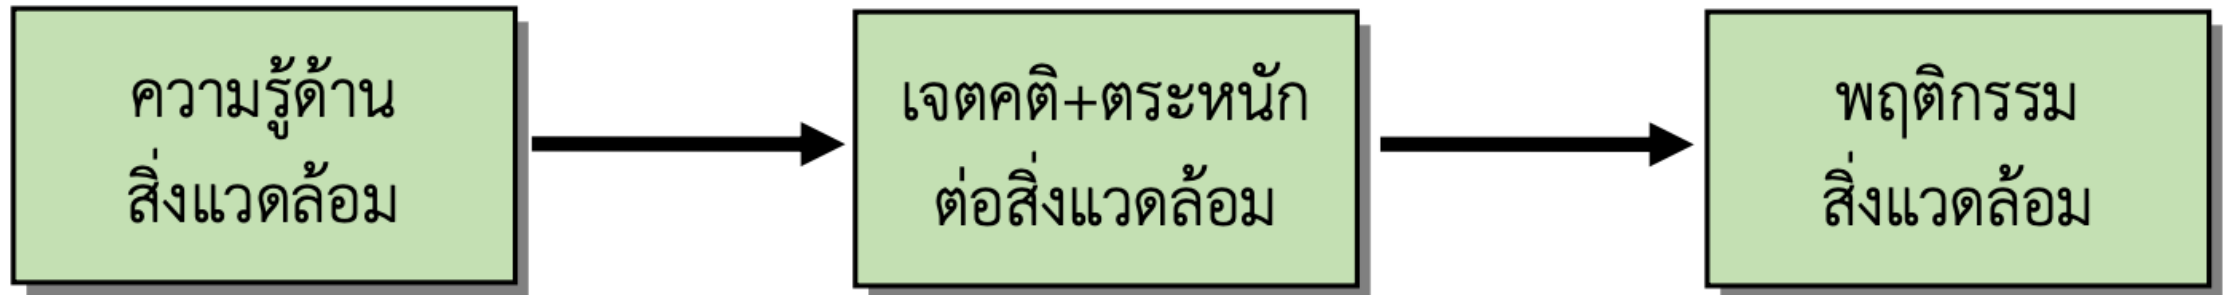 ความรู้ด้าน
สิ่งแวดล้อม
เจตคติ+ตระหนัก
ต่อสิ่งแวดล้อม
พฤติกรรม
สิ่งแวดล้อม